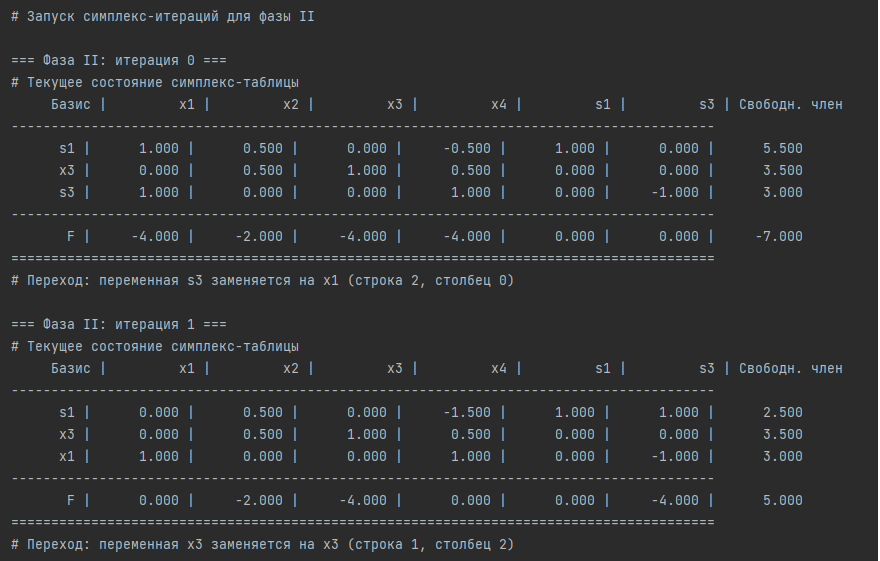 # Запуск симплекс-итераций для фазы II
=== Фаза II: итерация 0 ===
# Текущее состояние симплекс-таблицы
Базис | x1 | x2 | x3 | x4 | s1 | s3 | Свободн. член
-----------------------------------------------------------------------------------------
s1 | 1.000 | 0.500 | 0.000 | -0.500 | 1.000 | 0.000 | 5.500
x3 | 0.000 | 0.500 | 1.000 | 0.500 | 0.000 | 0.000 | 3.500
s3 | 1.000 | 0.000 | 0.000 | 1.000 | 0.000 | -1.000 | 3.000
-----------------------------------------------------------------------------------------
F | -4.000 | -2.000 | -4.000 | -4.000 | 0.000 | 0.000 | -7.000
=========================================================================================
# Переход: переменная s3 заменяется на x1 (строка 2, столбец 0)
=== Фаза II: итерация 1 ===
# Текущее состояние симплекс-таблицы
Базис | x1 | x2 | x3 | x4 | s1 | s3 | Свободн. член
-----------------------------------------------------------------------------------------
s1 | 0.000 | 0.500 | 0.000 | -1.500 | 1.000 | 1.000 | 2.500
x3 | 0.000 | 0.500 | 1.000 | 0.500 | 0.000 | 0.000 | 3.500
x1 | 1.000 | 0.000 | 0.000 | 1.000 | 0.000 | -1.000 | 3.000
-----------------------------------------------------------------------------------------
F | 0.000 | -2.000 | -4.000 | 0.000 | 0.000 | -4.000 | 5.000
=========================================================================================
# Переход: переменная x3 заменяется на x3 (строка 1, столбец 2)